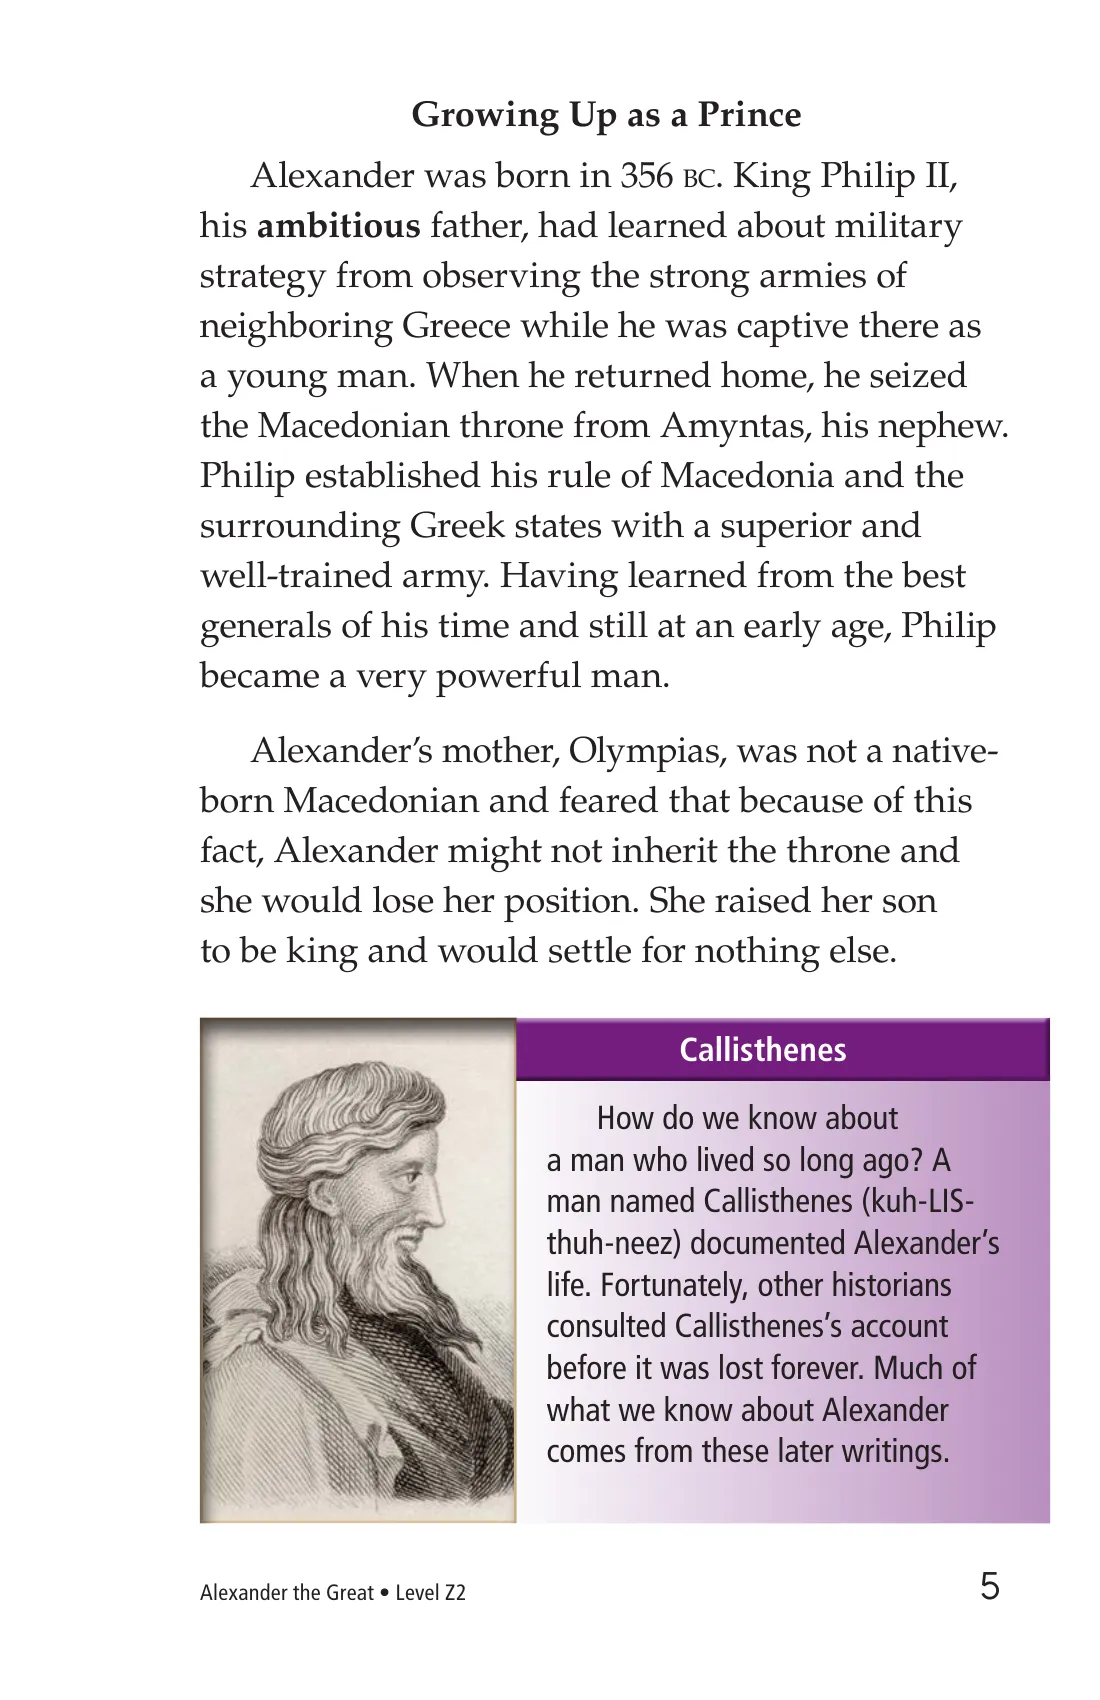 Growing Up as a Prince
Alexander was born in 356 BC. King Philip II,
his ambitious father, had learned about military
strategy from observing the strong armies of
neighboring Greece while he was captive there as
a young man. When he returned home, he seized
the Macedonian throne from Amyntas, his nephew.
Philip established his rule of Macedonia and the
surrounding Greek states with a superior and
well-trained army. Having learned from the best
generals of his time and still at an early age, Philip
became a very powerful man.
Alexander’s mother, Olympias, was not a native-
born Macedonian and feared that because of this
fact, Alexander might not inherit the throne and
she would lose her position. She raised her son
to be king and would settle for nothing else.
Callisthenes
How do we know about
a man who lived so long ago? A
man named Callisthenes (kuh-LIS-
thuh-neez) documented Alexander’s
life. Fortunately, other historians
consulted Callisthenes’s account
before it was lost forever. Much of
what we know about Alexander
comes from these later writings.
Alexander the Great • Level Z2
5